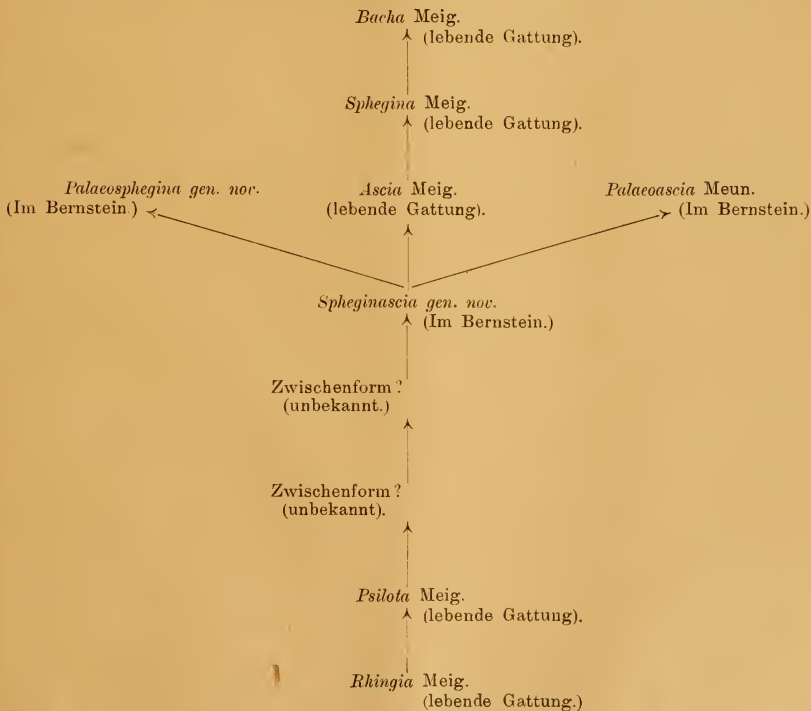 Bacha Meig.
(lebende Gattung).
Sphegina Meig.
(lebende Gattung).
Palaeosphegina gen. nov.
(Im Bernstein.)
Ascia Meig.
(lebende Gattung).
Palaeoascia Meun.
(Im Bernstein.)
Spheginascia gen. nov.
(Im Bernstein.)
Zwischenform?
(unbekannt.)
Zwischenform?
(unbekannt).
Psilota Meig.
(lebende Gattung).
Rhingia Meig.
(lebende Gattung.)